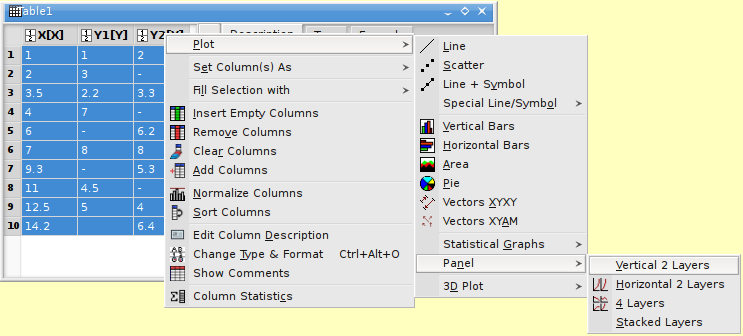 Table1
X[X] Y1[Y] Y2[Y]
1 1 1 2
2 2 3 -
3 3.5 2.2 3.3
4 4 7 -
5 6 - 6.2
6 7 8 8
7 9.3 - 5.3
8 11 4.5 -
9 12.5 5 4
10 14.2 6.4
Plot
Set Column(s) As
Fill Selection with
Insert Empty Columns
Remove Columns
Clear Columns
Add Columns
Normalize Columns
Sort Columns
Edit Column Description
Change Type & Format Ctrl+Alt+O
Show Comments
Column Statistics
Line
Scatter
Line + Symbol
Special Line/Symbol
Vertical Bars
Horizontal Bars
Area
Pie
Vectors XYXY
Vectors XYAM
Statistical Graphs
Panel
3D Plot
Vertical 2 Layers
Horizontal 2 Layers
4 Layers
Stacked Layers